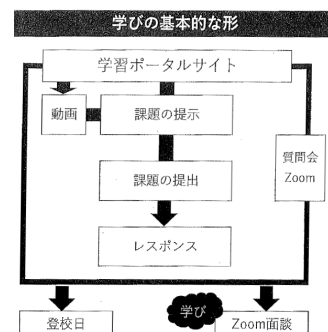 学びの基本的な形
学習ポータルサイト
動画
課題の提示
質問会
Zoom
課題の提出
レスポンス
学び
登校日
Zoom面談